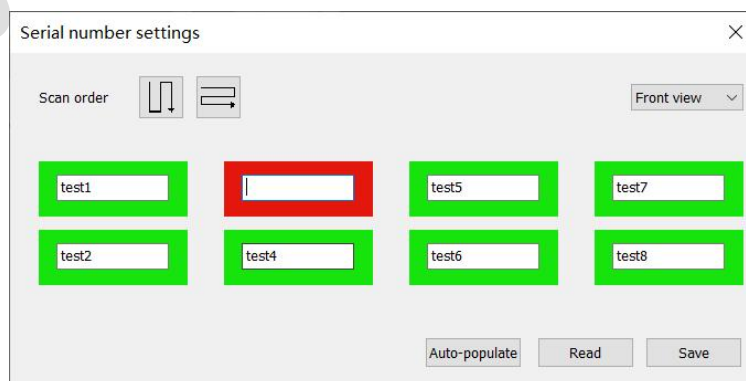 Serial number settings
Scan order
Front view
test1
test5
test7
test2
test4
test6
test8
Auto-populate
Read
Save